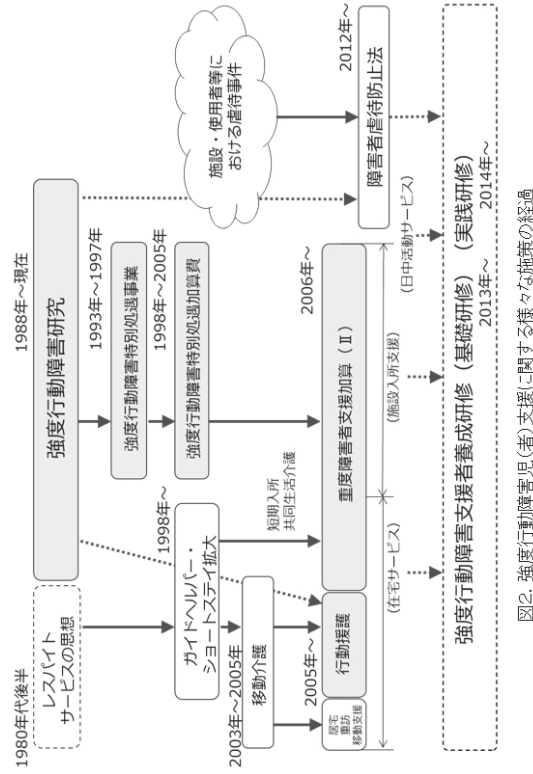 1980年代後半
レスパイト
サービスの思想
1988年～現在
強度行動障害研究
1993年～1997年
強度行動障害特別処遇事業
1998年～2005年
強度行動障害特別処遇加算費
施設・使用者等に
おける虐待事件
1998年～
ガイドヘルパー・
ショートステイ拡大
2003年～2005年
移動介護
短期入所
共同生活介護
居宅
重訪
移動支援
2005年～
行動援護
2006年～
重度障害者支援加算（Ⅱ）
2012年～
障害者虐待防止法
(在宅サービス)
(施設入所支援)
(日中活動サービス)
強度行動障害支援者養成研修（基礎研修）（実践研修）
2013年～
2014年～
図2. 強度行動障害児(者)支援に関する様々な施策の経過